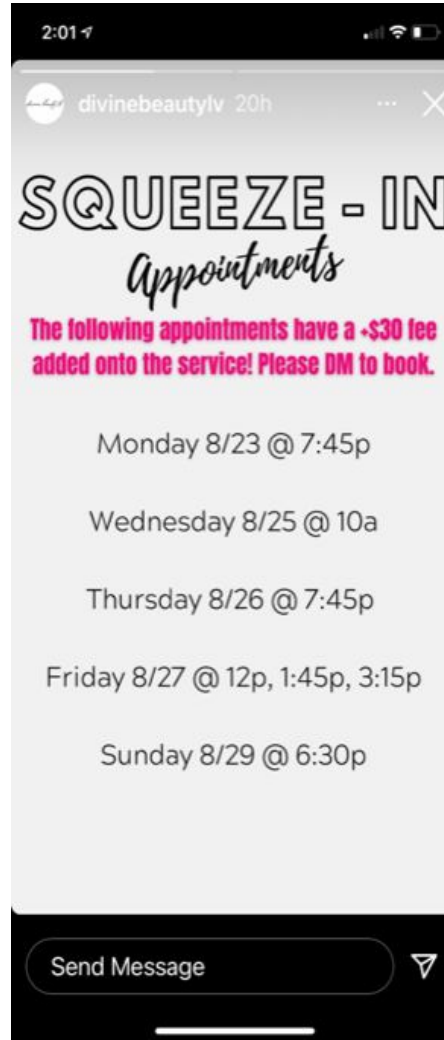 2:01
divinebeautylv 20h
SQUEEZE - IN
Appointments
The following appointments have a +$30 fee
added onto the service! Please DM to book.
Monday 8/23 @ 7:45p
Wednesday 8/25 @ 10a
Thursday 8/26 @ 7:45p
Friday 8/27 @ 12p, 1:45p, 3:15p
Sunday 8/29 @ 6:30p
Send Message